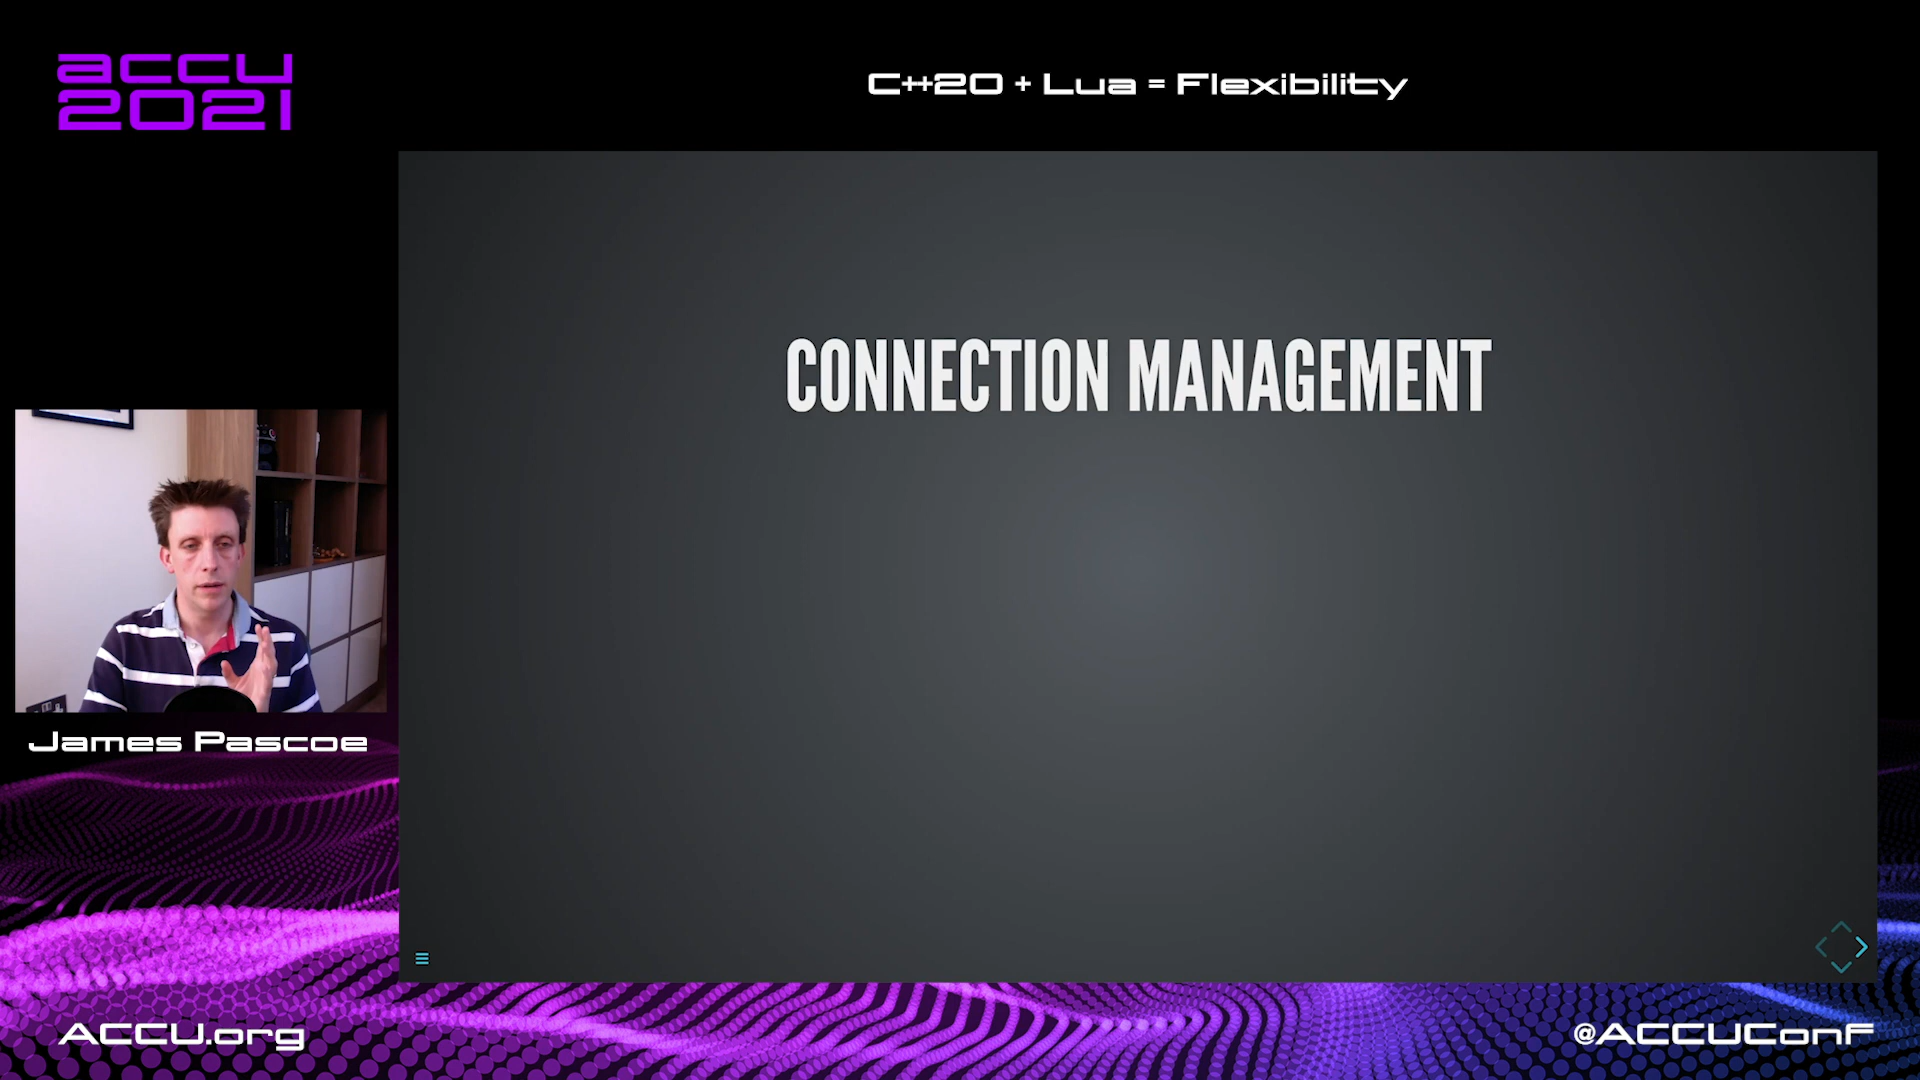 accu
2021
C++20 + Lua = Flexibility
CONNECTION MANAGEMENT
James Pascoe
ACCU.org
@ACCUConf